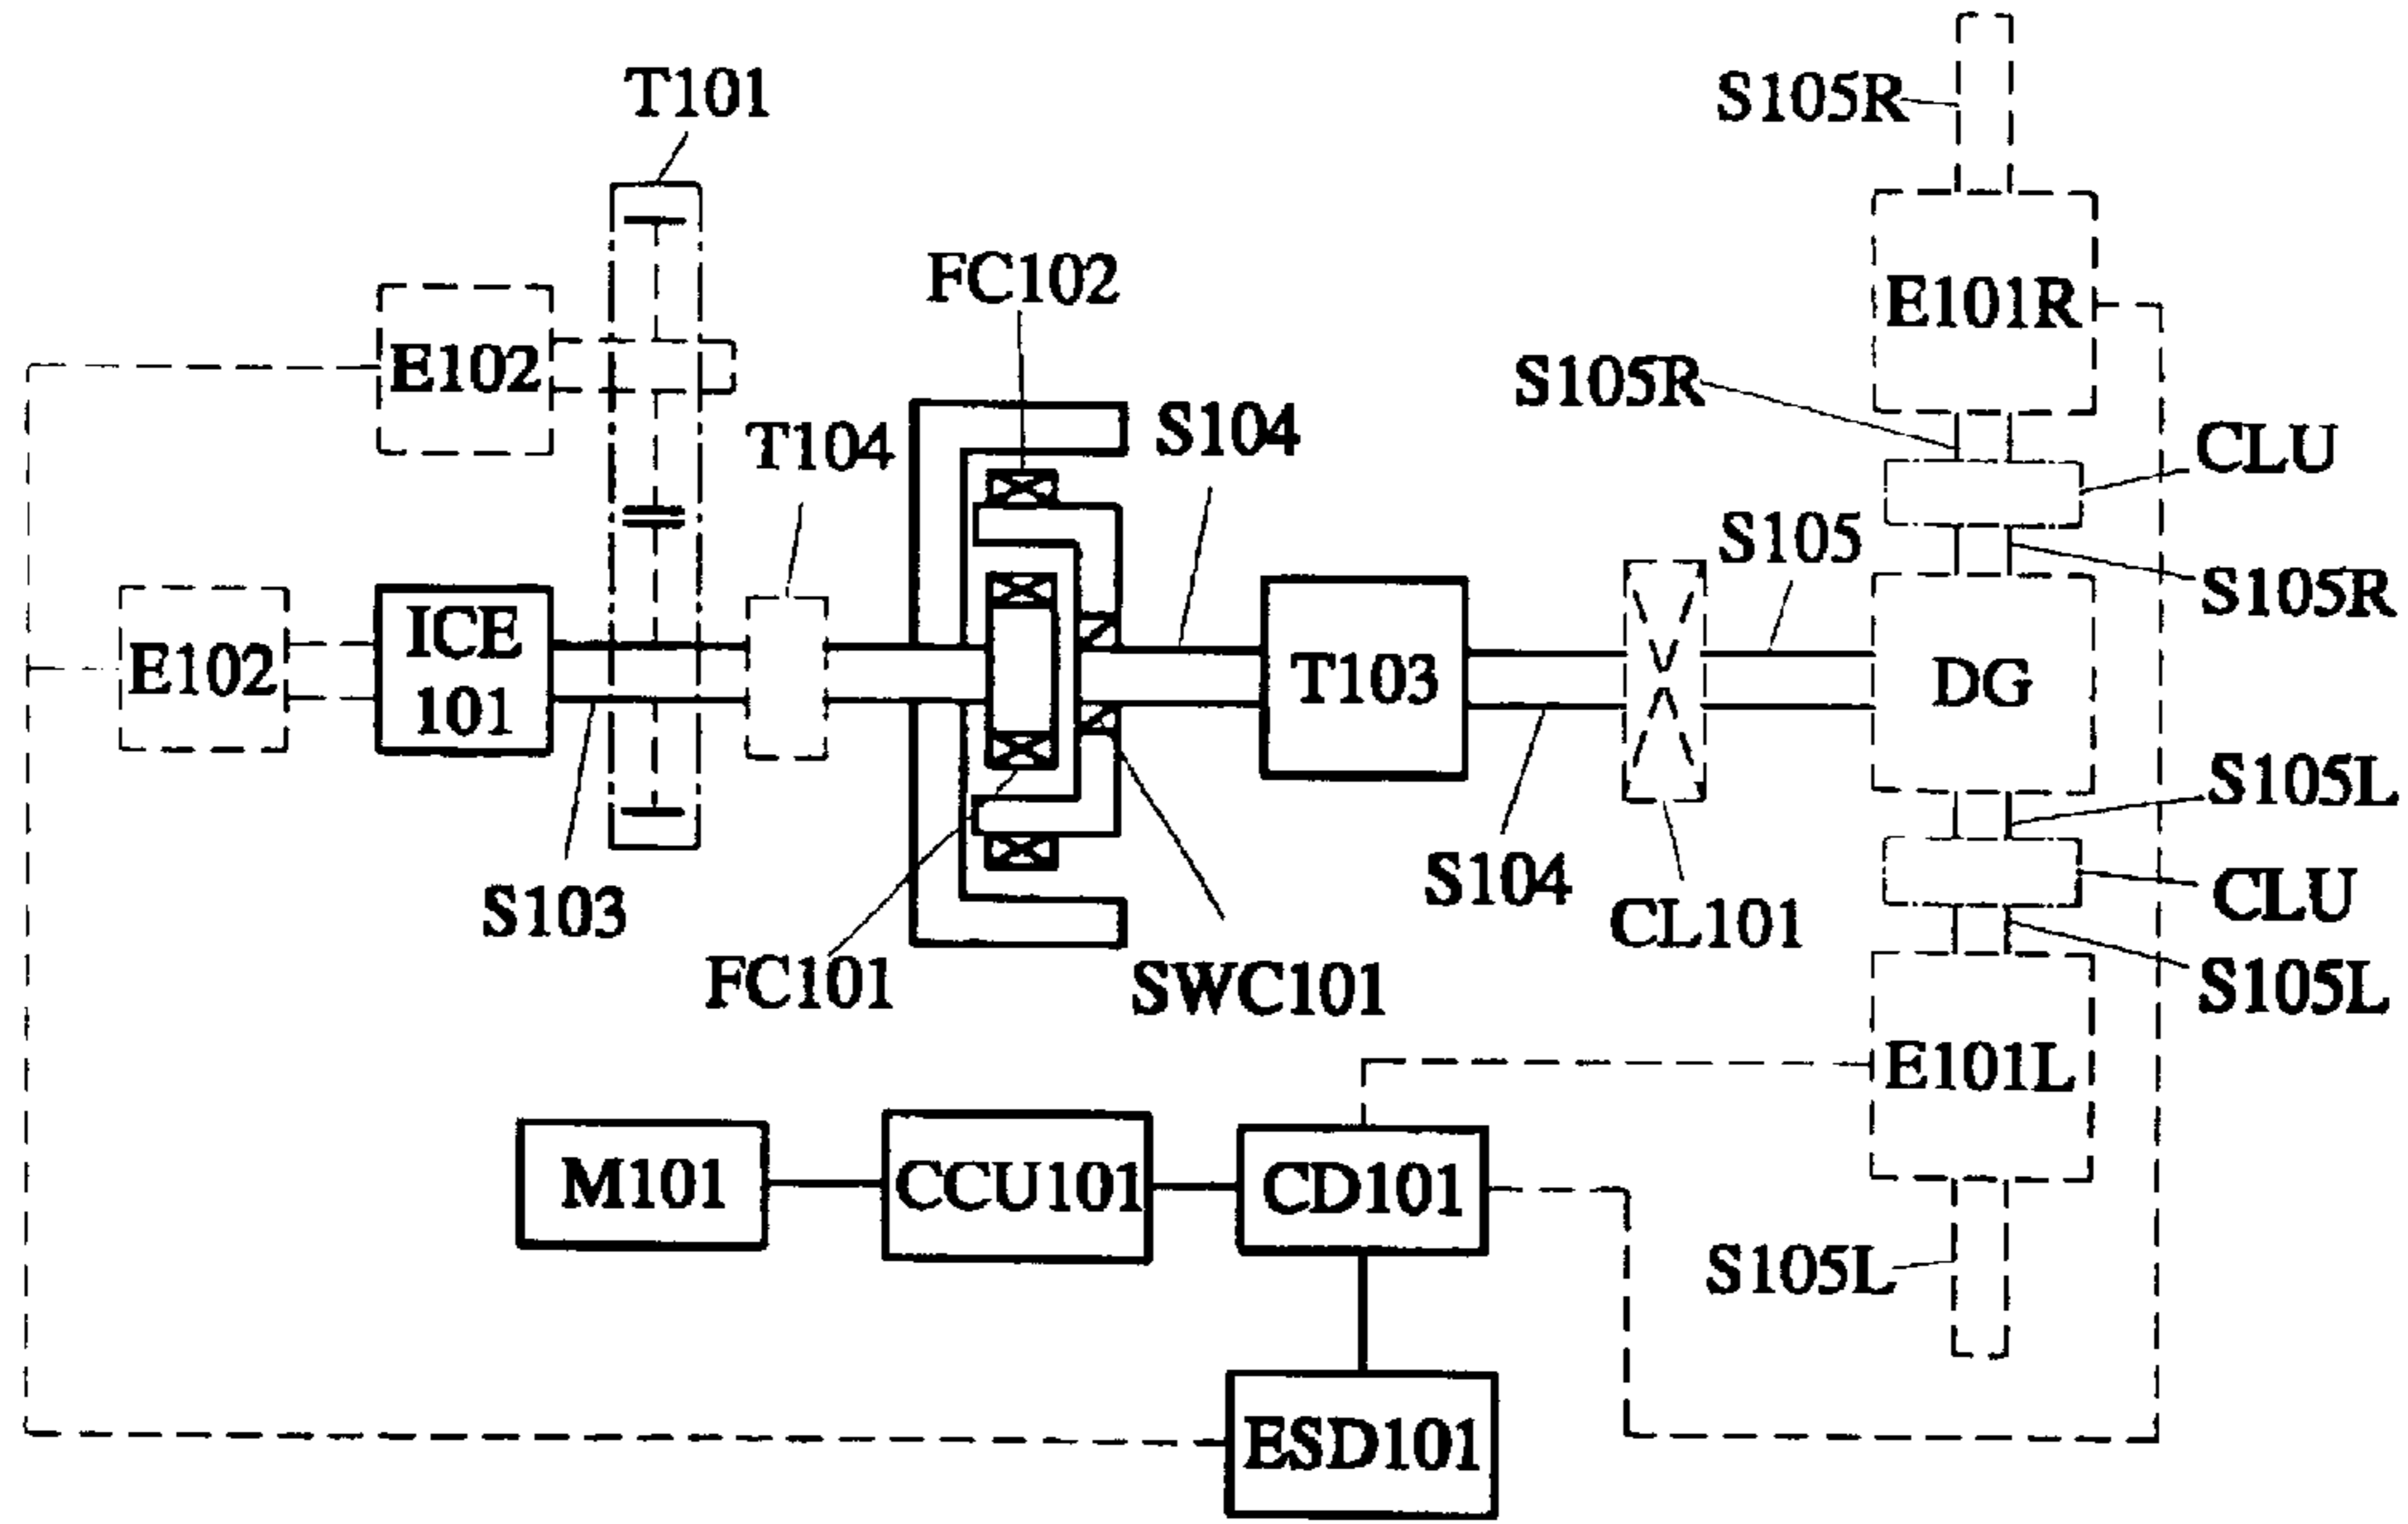 T101
S105R
FC102
E101R
E102
S105R
T104
S104
CLU
S105
S105R
ICE
101
E102
T103
DG
S105L
S104
CLU
S103
CL101
FC101
SWC101
S105L
E101L
M101
CCU101
CD101
S105L
ESD101